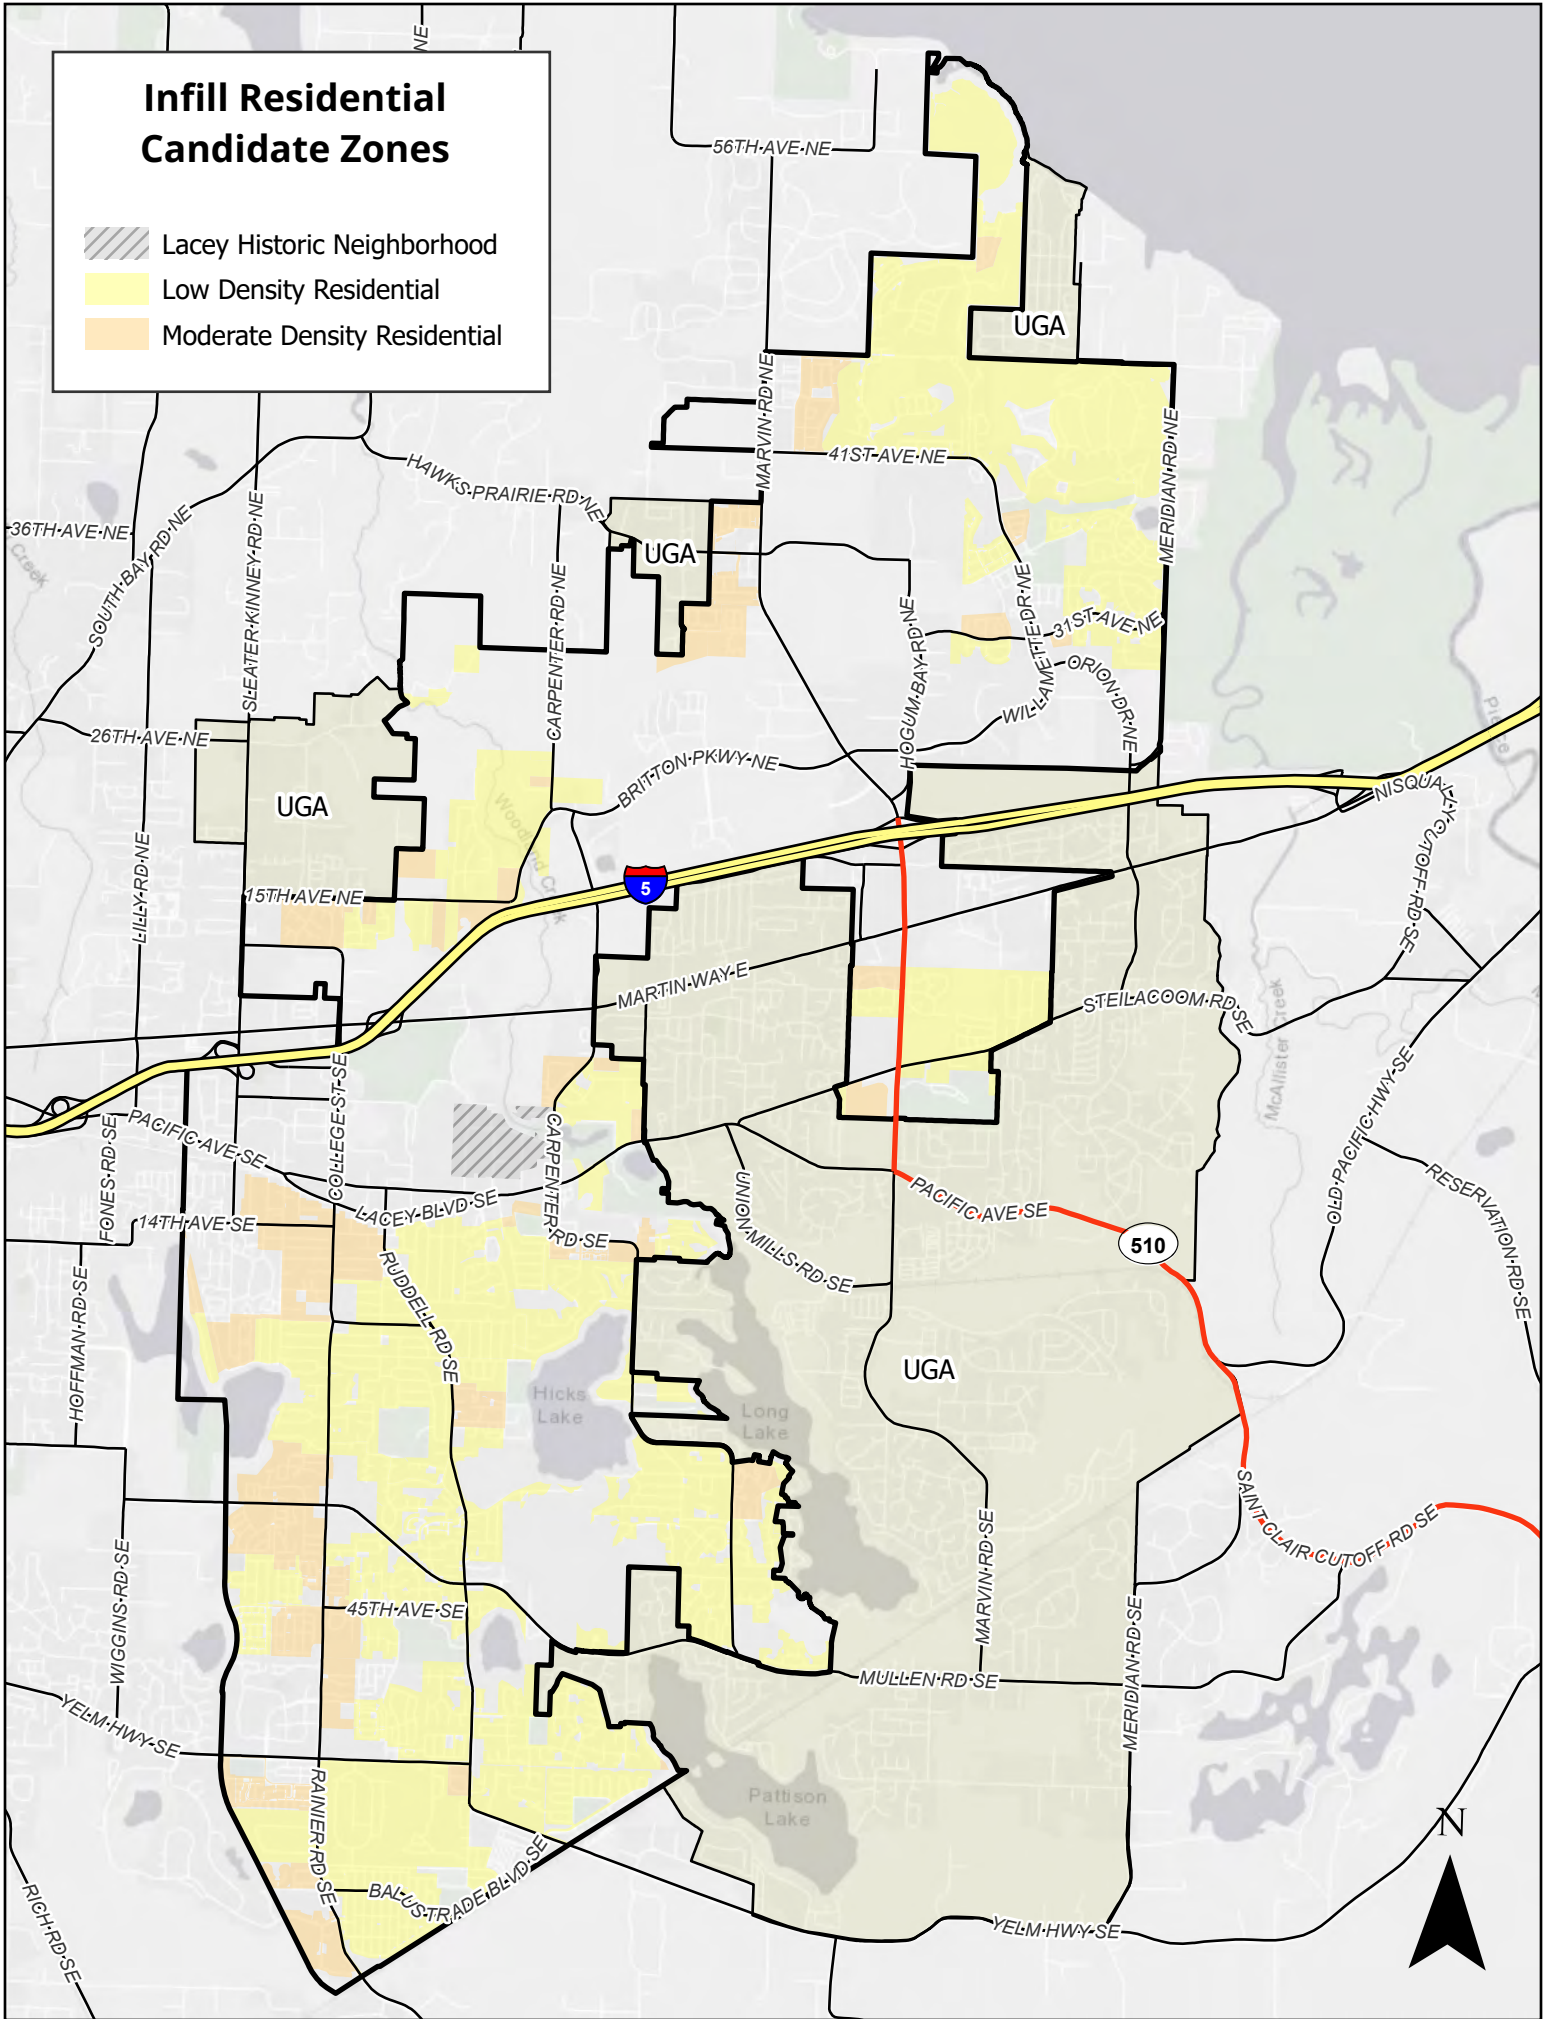 Infill Residential
Candidate Zones
Lacey Historic Neighborhood
Low Density Residential
Moderate Density Residential
NE
56TH AVE NE
UGA
MARVIN RD NE
41ST AVE NE
MERIDIAN RD NE
HAWKS PRAIRIE RD NE
36TH AVE NE
Creek
SOUTH BAY RD NE
SLEATER KINNEY RD NE
UGA
CARPENTER RD NE
HOGUM BAY RD NE
WILLAMETTE DR NE
31ST AVE NE
ORION DR NE
26TH AVE NE
UGA
BRITTON PKWY NE
Woodland Creek
LILLY RD NE
15TH AVE NE
5
NISQUALLY CUTOFF RD SE
MARTIN WAY E
STEILACOOM RD SE
McAllister Creek
OLD PACIFIC HWY SE
RESERVATION RD SE
COLLEGE ST SE
PACIFIC AVE SE
FONES RD SE
14TH AVE SE
LACEY BLVD SE
CARPENTER RD SE
UNION MILLS RD SE
PACIFIC AVE SE
510
HOFFMAN RD SE
RUDDELL RD SE
Hicks
Lake
Long
Lake
UGA
SAINT CLAIR CUTOFF RD SE
WIGGINS RD SE
45TH AVE SE
MARVIN RD SE
MULLEN RD SE
MERIDIAN RD SE
YELM HWY SE
RAINIER RD SE
Pattison
Lake
BALUSTRADE BLVD SE
RICH RD SE
YELM HWY SE
N